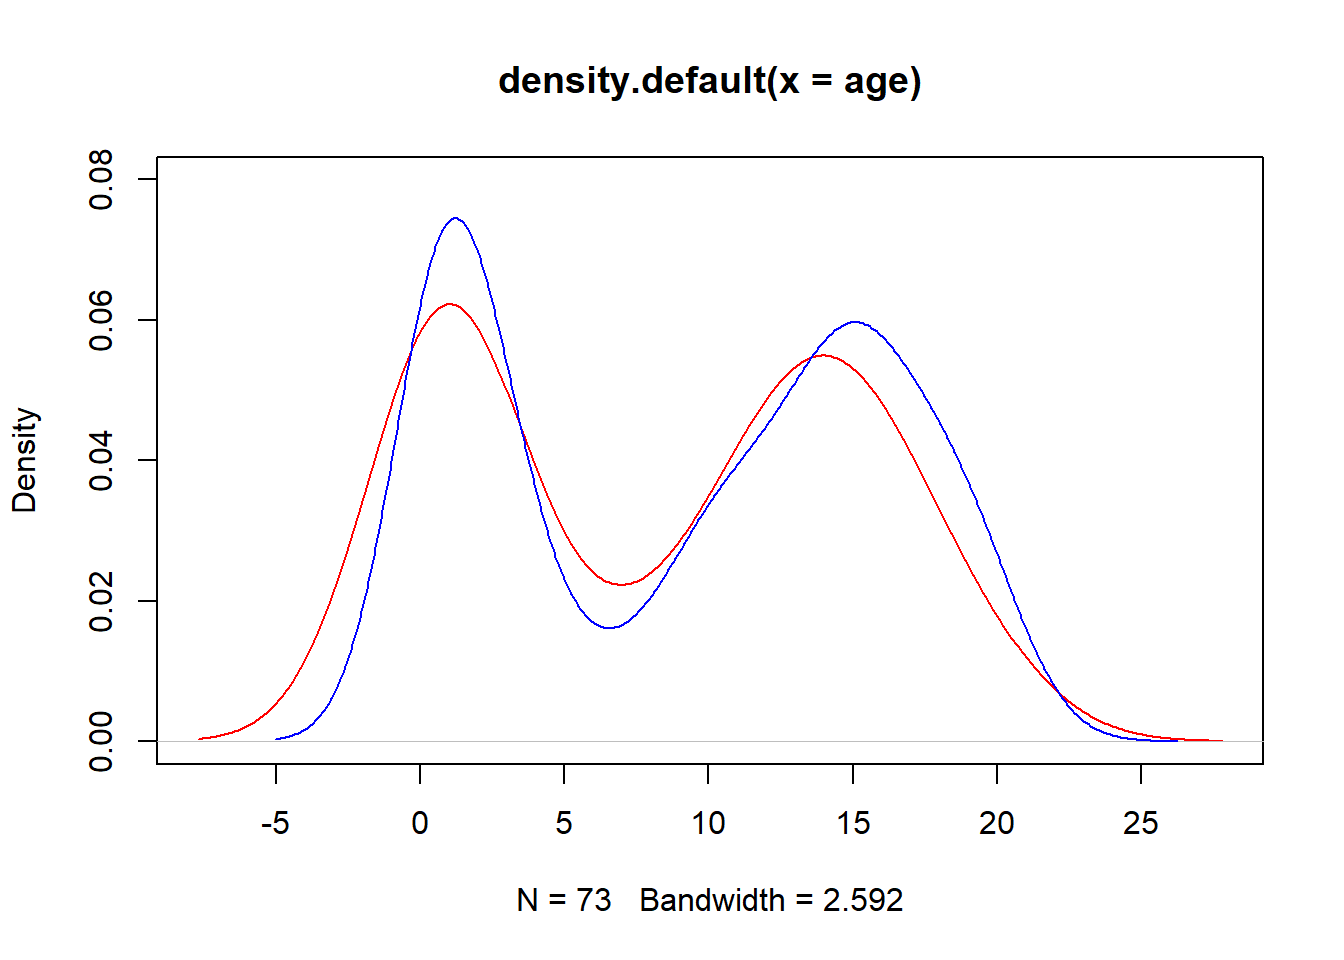 density.default(x = age)
Density
0.08
0.06
0.04
0.02
0.00
-5 0 5 10 15 20 25
N = 73   Bandwidth = 2.592